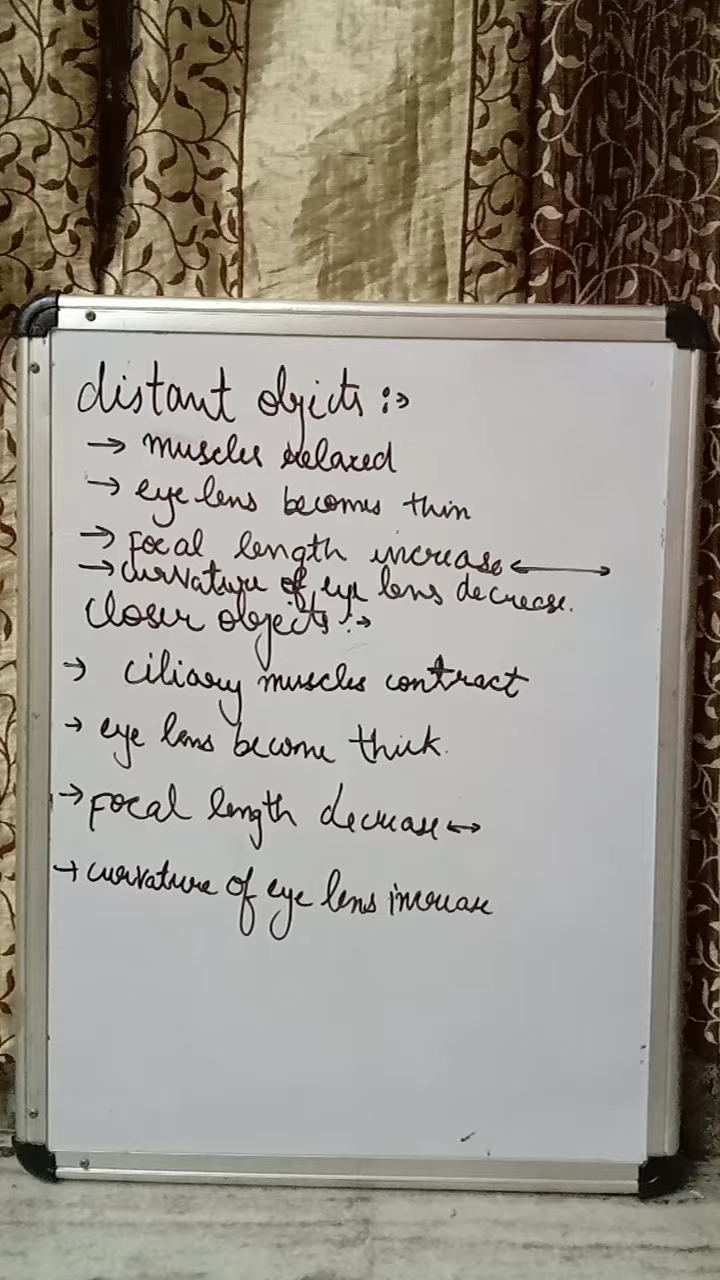 distant objects :→
→ muscles relaxed
→ eye lens becomes thin
→ Focal length increase ⟷
→ curvature of eye lens decrease.
closer objects :→
→ ciliary muscles contract
→ eye lens become thick.
→ Focal length decrease ↔
→ curvature of eye lens increase